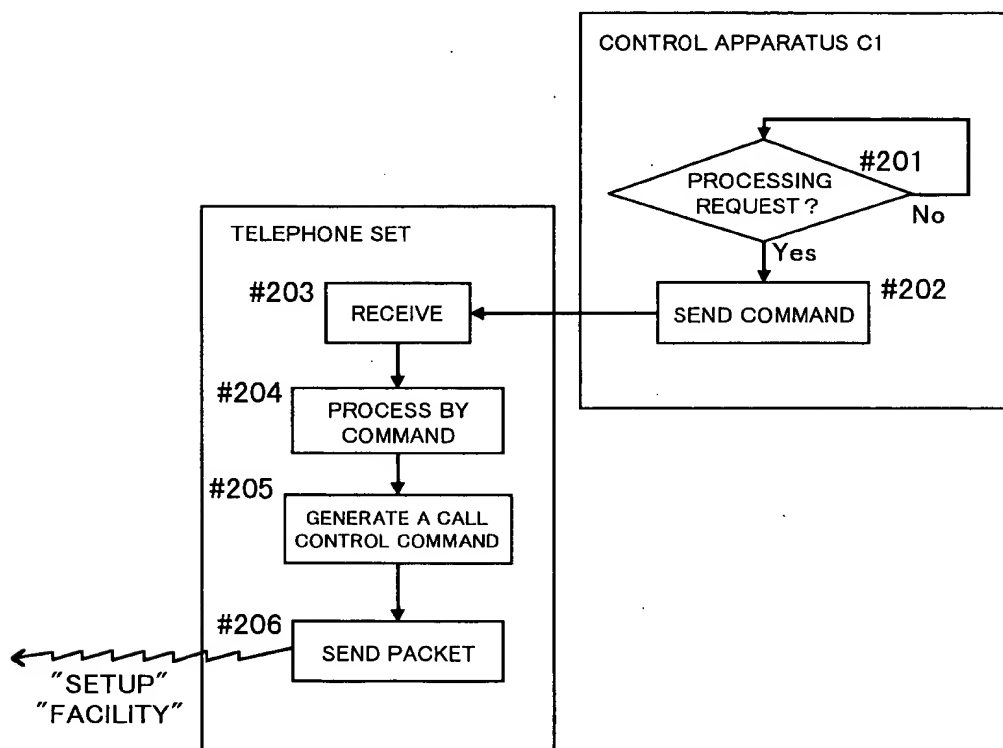 CONTROL APPARATUS C1
#201
PROCESSING
REQUEST ?
No
Yes
#202
SEND COMMAND
TELEPHONE SET
#203
RECEIVE
#204
PROCESS BY
COMMAND
#205
GENERATE A CALL
CONTROL COMMAND
#206
SEND PACKET
"SETUP"
"FACILITY"